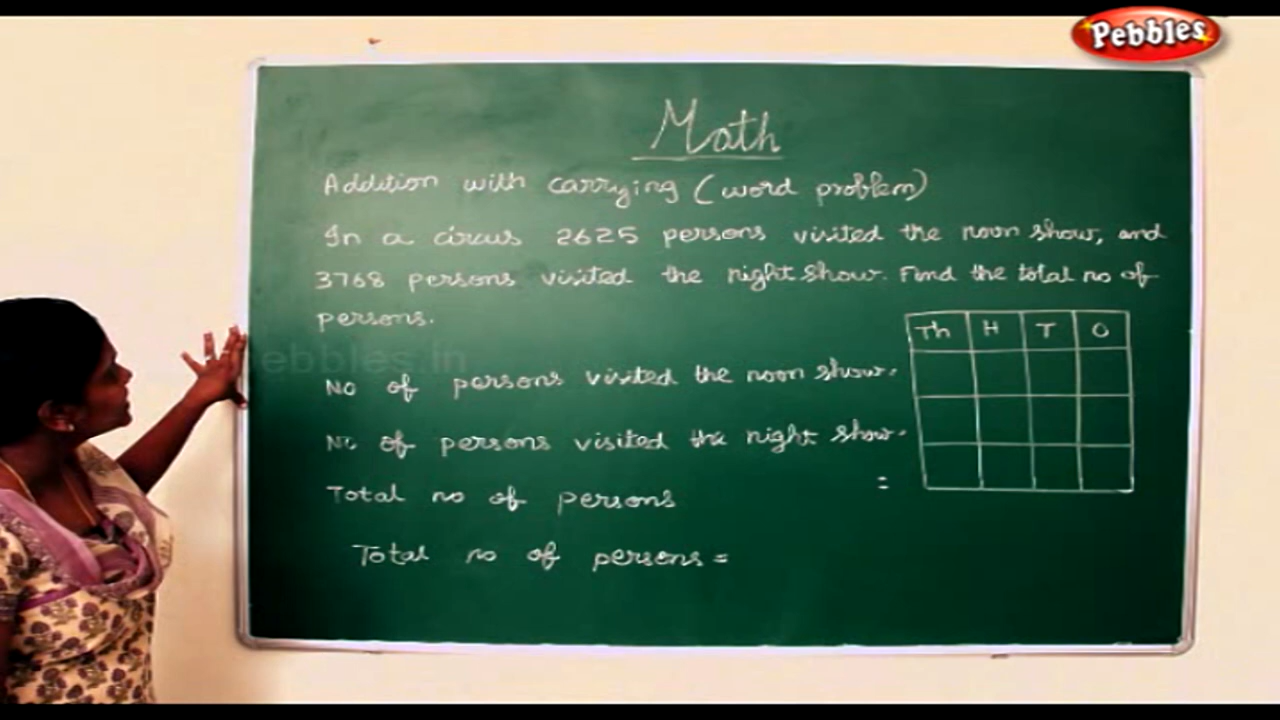 Pebbles
Math
Addition with carrying (word problem)
In a circus 2625 persons visited the noon show, and
3768 persons visited the night show. Find the total no of
persons.
Th H T O
Pebbles.in
No of persons visited the noon show.
No of persons visited the night show.
Total no of persons =
Total no of persons =